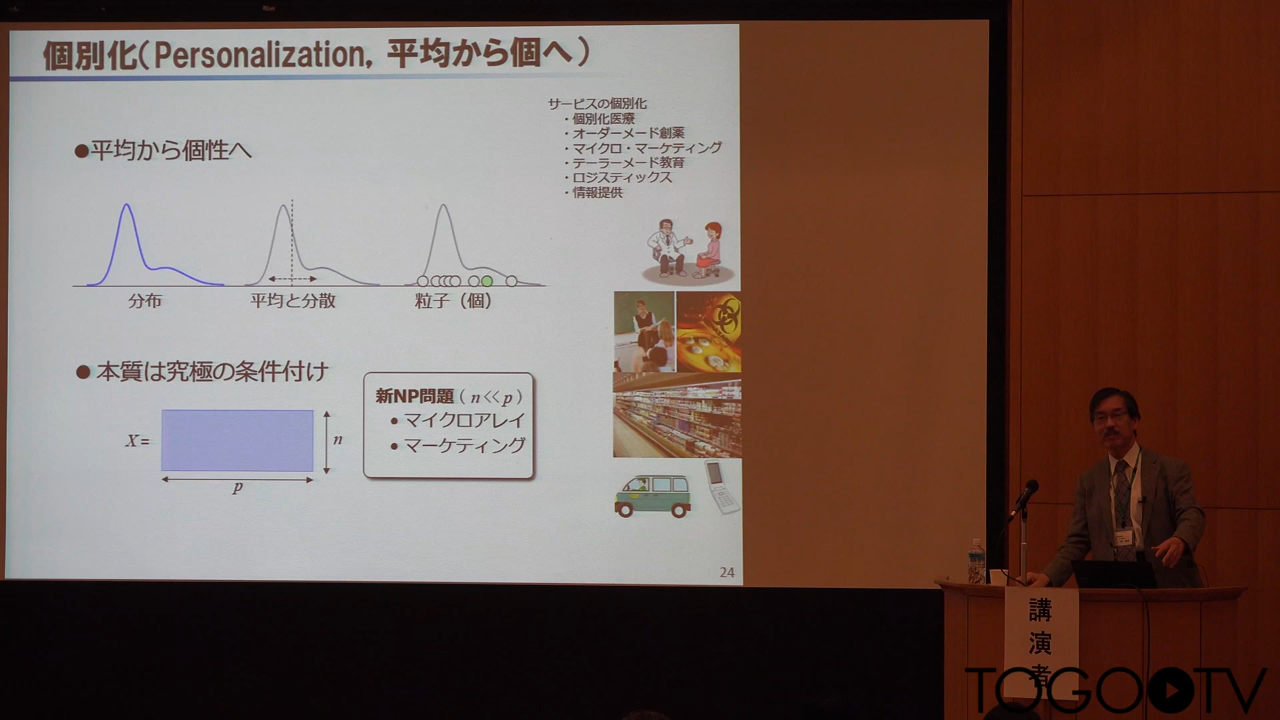 個別化(Personalization, 平均から個へ)
サービスの個別化
・個別化医療
・オーダーメード創薬
・マイクロ・マーケティング
・テーラーメード教育
・ロジスティックス
・情報提供
●平均から個性へ
分布
平均と分散
粒子(個)
● 本質は究極の条件付け
X=
n
p
新NP問題( n<<p )
● マイクロアレイ
● マーケティング
24
講演者
TOGOTV